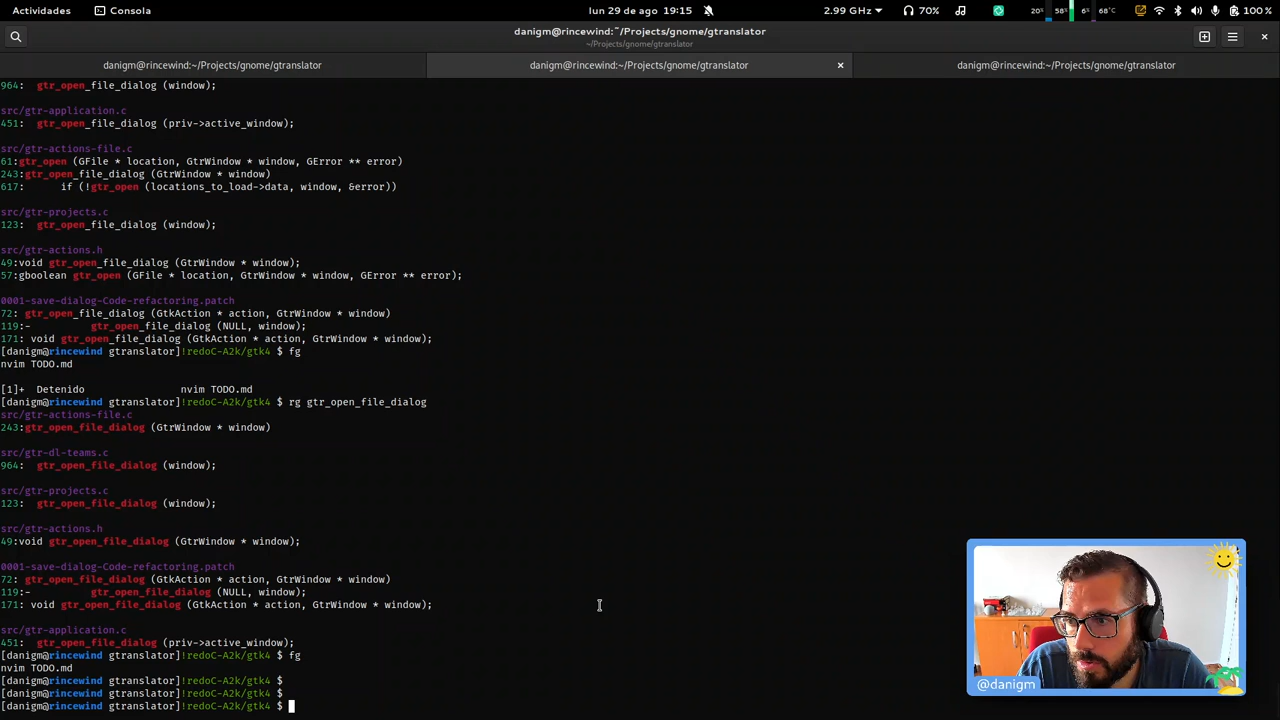 Actividades
Consola
lun 29 de ago 19:15
2.99 GHz
70%
20%
58%
6%
68°C
100 %
danigm@rincewind:~/Projects/gnome/gtranslator
~/Projects/gnome/gtranslator
danigm@rincewind:~/Projects/gnome/gtranslator
danigm@rincewind:~/Projects/gnome/gtranslator
danigm@rincewind:~/Projects/gnome/gtranslator
964:  gtr_open_file_dialog (window);
src/gtr-application.c
451:  gtr_open_file_dialog (priv->active_window);
src/gtr-actions-file.c
61:gtr_open (GFile * location, GtrWindow * window, GError ** error)
243:gtr_open_file_dialog (GtrWindow * window)
617:      if (!gtr_open (locations_to_load->data, window, &error))
src/gtr-projects.c
123:  gtr_open_file_dialog (window);
src/gtr-actions.h
49:void gtr_open_file_dialog (GtrWindow * window);
57:gboolean gtr_open (GFile * location, GtrWindow * window, GError ** error);
0001-save-dialog-Code-refactoring.patch
72: gtr_open_file_dialog (GtkAction * action, GtrWindow * window)
119:-          gtr_open_file_dialog (NULL, window);
171: void gtr_open_file_dialog (GtkAction * action, GtrWindow * window);
[danigm@rincewind gtranslator]!redoC-A2k/gtk4 $ fg
nvim TODO.md
[1]+  Detenido              nvim TODO.md
[danigm@rincewind gtranslator]!redoC-A2k/gtk4 $ rg gtr_open_file_dialog
src/gtr-actions-file.c
243:gtr_open_file_dialog (GtrWindow * window)
src/gtr-dl-teams.c
964:  gtr_open_file_dialog (window);
src/gtr-projects.c
123:  gtr_open_file_dialog (window);
src/gtr-actions.h
49:void gtr_open_file_dialog (GtrWindow * window);
0001-save-dialog-Code-refactoring.patch
72: gtr_open_file_dialog (GtkAction * action, GtrWindow * window)
119:-          gtr_open_file_dialog (NULL, window);
171: void gtr_open_file_dialog (GtkAction * action, GtrWindow * window);
src/gtr-application.c
451:  gtr_open_file_dialog (priv->active_window);
[danigm@rincewind gtranslator]!redoC-A2k/gtk4 $ fg
nvim TODO.md
[danigm@rincewind gtranslator]!redoC-A2k/gtk4 $
[danigm@rincewind gtranslator]!redoC-A2k/gtk4 $
[danigm@rincewind gtranslator]!redoC-A2k/gtk4 $
@danigm